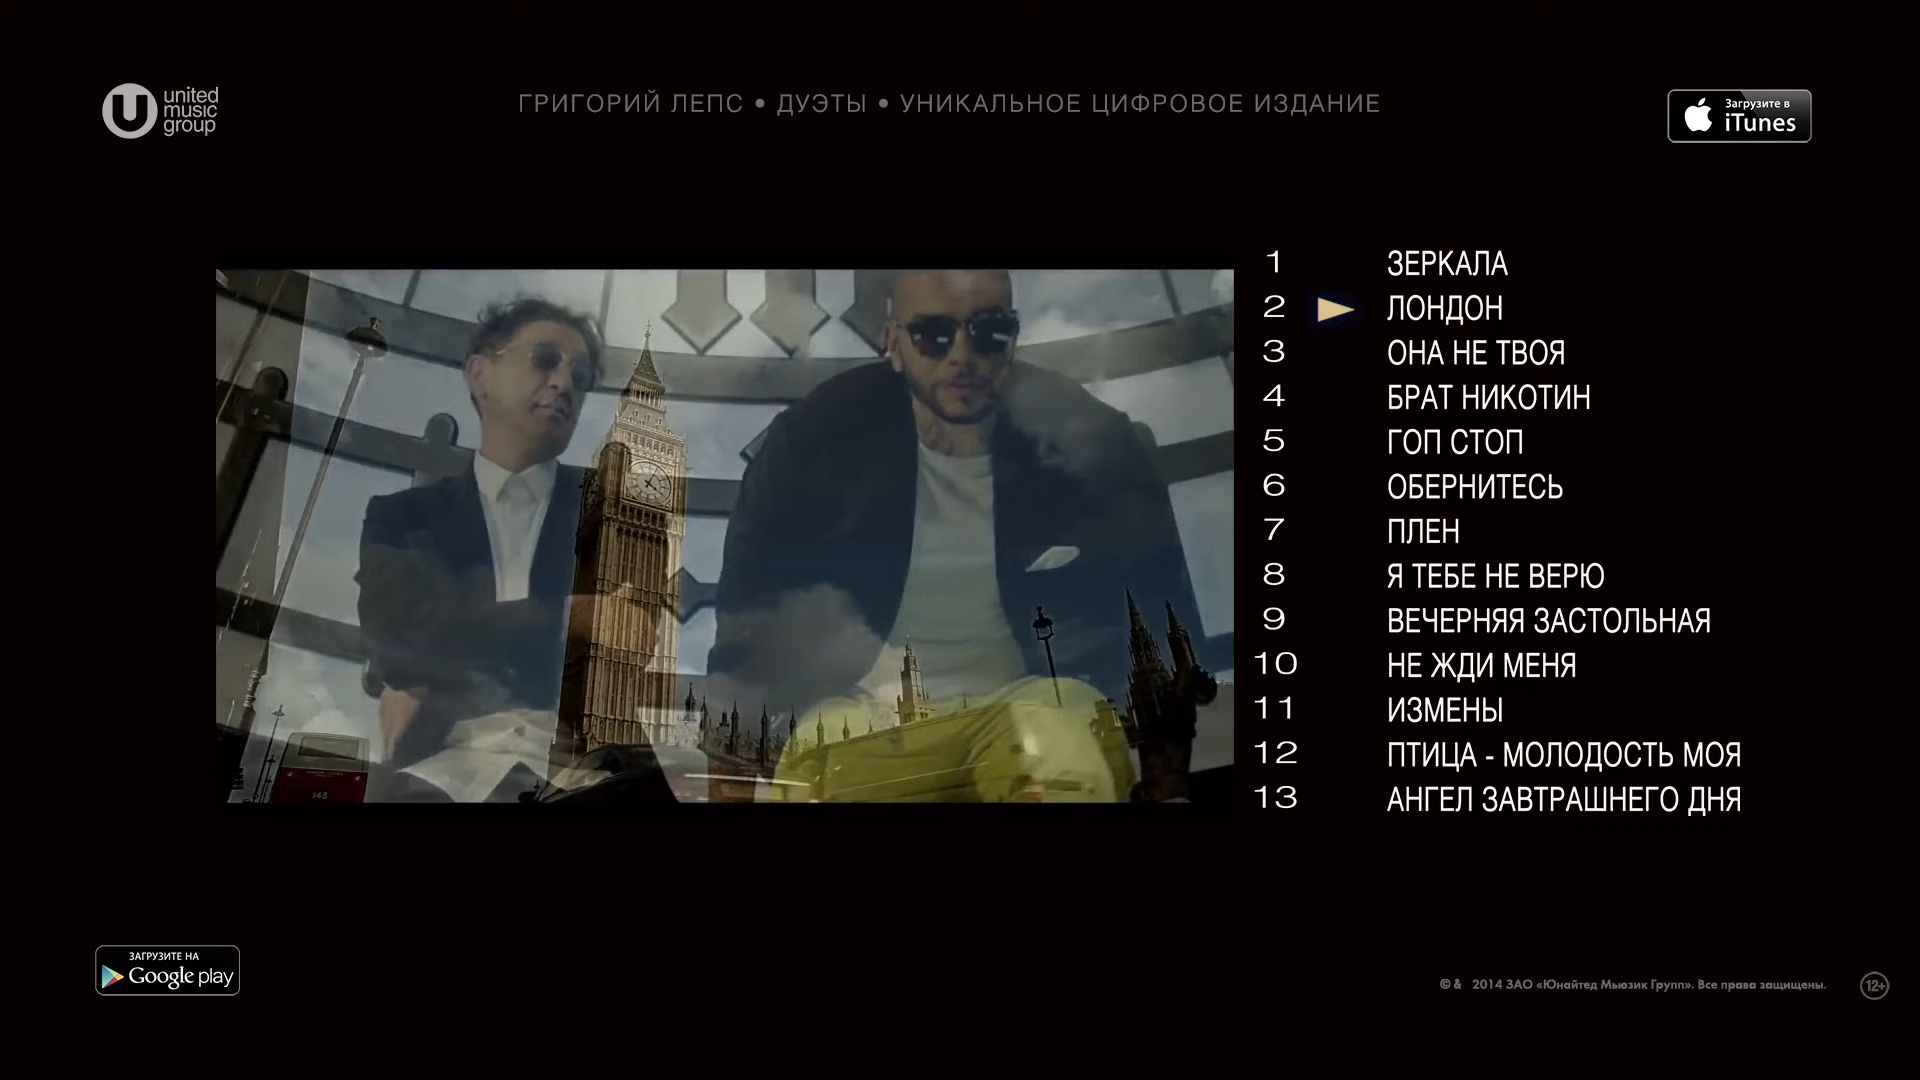 united
music
group
ГРИГОРИЙ ЛЕПС • ДУЭТЫ • УНИКАЛЬНОЕ ЦИФРОВОЕ ИЗДАНИЕ
Загрузите в
iTunes
1 ЗЕРКАЛА
2 ЛОНДОН
3 ОНА НЕ ТВОЯ
4 БРАТ НИКОТИН
5 ГОП СТОП
6 ОБЕРНИТЕСЬ
7 ПЛЕН
8 Я ТЕБЕ НЕ ВЕРЮ
9 ВЕЧЕРНЯЯ ЗАСТОЛЬНАЯ
10 НЕ ЖДИ МЕНЯ
11 ИЗМЕНЫ
12 ПТИЦА - МОЛОДОСТЬ МОЯ
13 АНГЕЛ ЗАВТРАШНЕГО ДНЯ
148
ЗАГРУЗИТЕ НА
Google play
© & 2014 ЗАО «Юнайтед Мьюзик Групп». Все права защищены.
12+